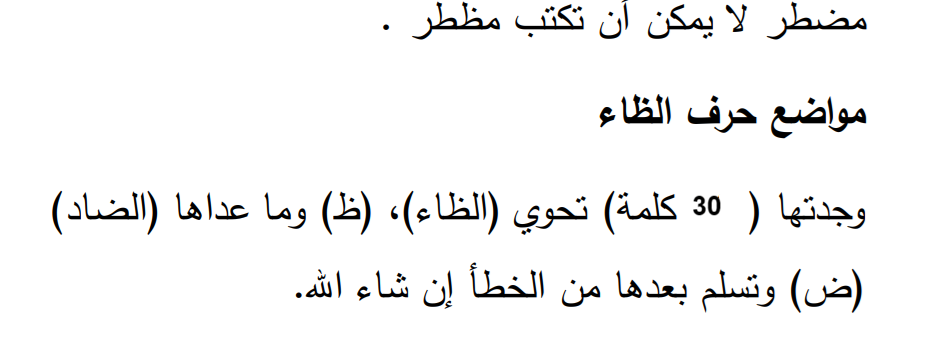 مضطر لا يمكن أن تكتب مظطر .
مواضع حرف الظاء
وجدتها ( 30 كلمة) تحوي (الظاء)، (ظ) وما عداها (الضاد)
(ض) وتسلم بعدها من الخطأ إن شاء الله.